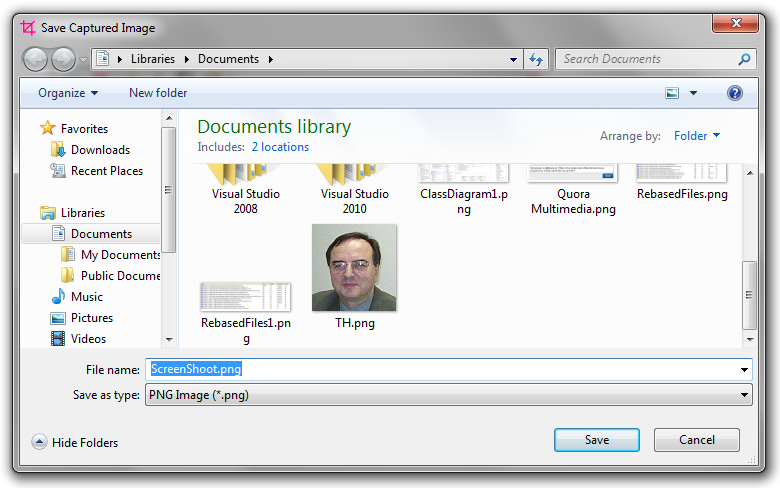 Save Captured Image
Libraries Documents
Search Documents
Organize New folder
Favorites
Downloads
Recent Places
Libraries
Documents
My Documents
Public Docume
Music
Pictures
Videos
Documents library
Includes: 2 locations
Arrange by: Folder
Visual Studio
2008
Visual Studio
2010
ClassDiagram1.p
ng
Quora
Multimedia.png
RebasedFiles.png
RebasedFiles1.pn
g
TH.png
File name: ScreenShoot.png
Save as type: PNG Image (*.png)
Hide Folders
Save Cancel